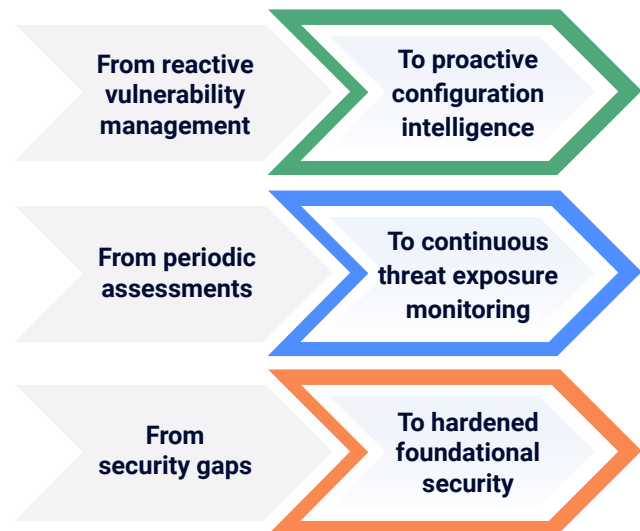 From reactive
vulnerability
management
To proactive
configuration
intelligence
From periodic
assessments
To continuous
threat exposure
monitoring
From
security gaps
To hardened
foundational
security